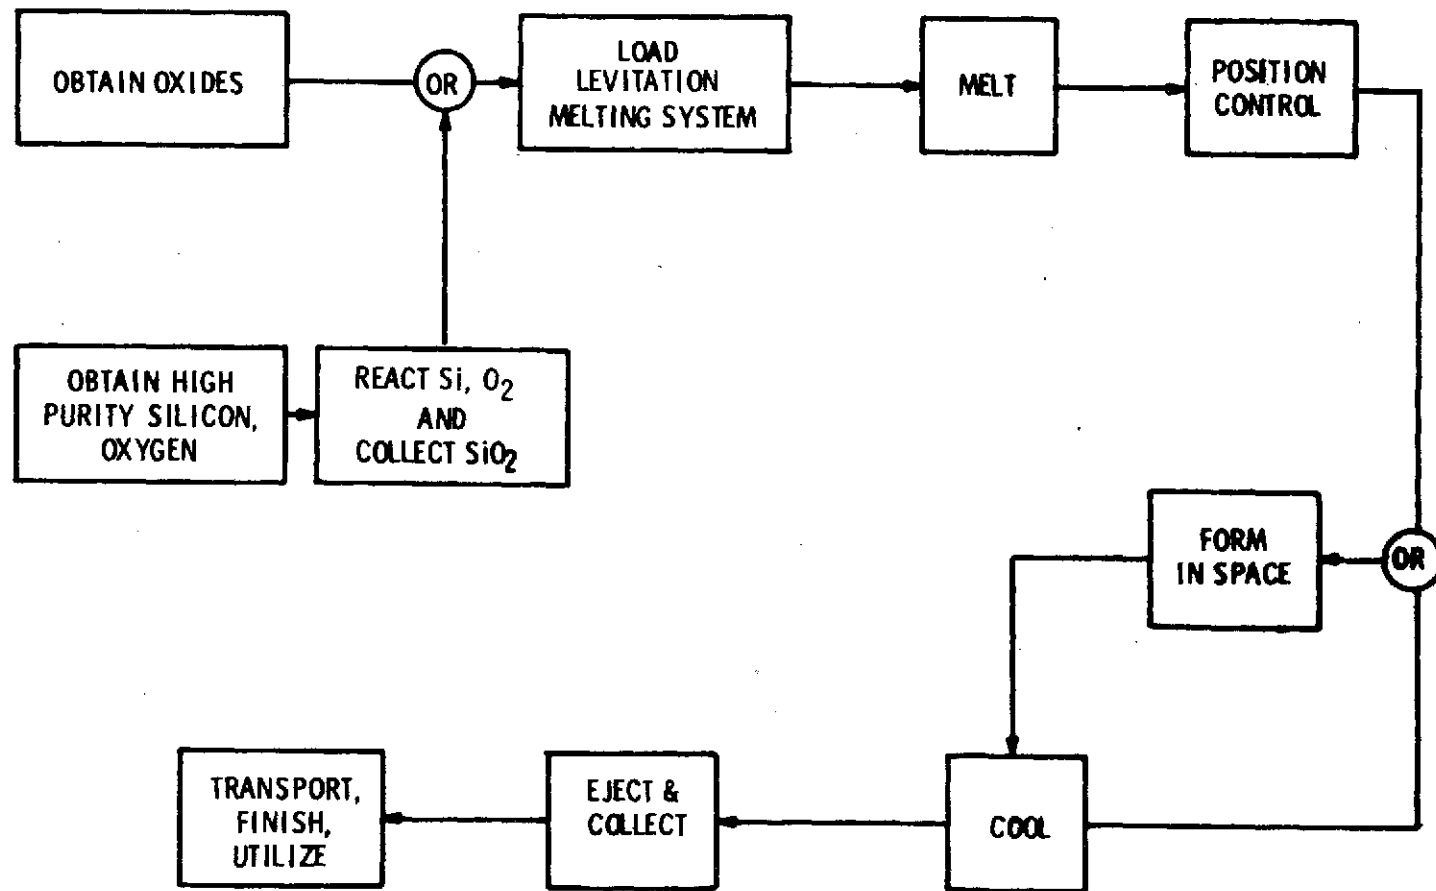 OBTAIN OXIDES
OR
LOAD
LEVITATION
MELTING SYSTEM
MELT
POSITION
CONTROL
OBTAIN HIGH
PURITY SILICON,
OXYGEN
REACT Si, O2
AND
COLLECT SiO2
FORM
IN SPACE
OR
TRANSPORT,
FINISH,
UTILIZE
EJECT &
COLLECT
COOL